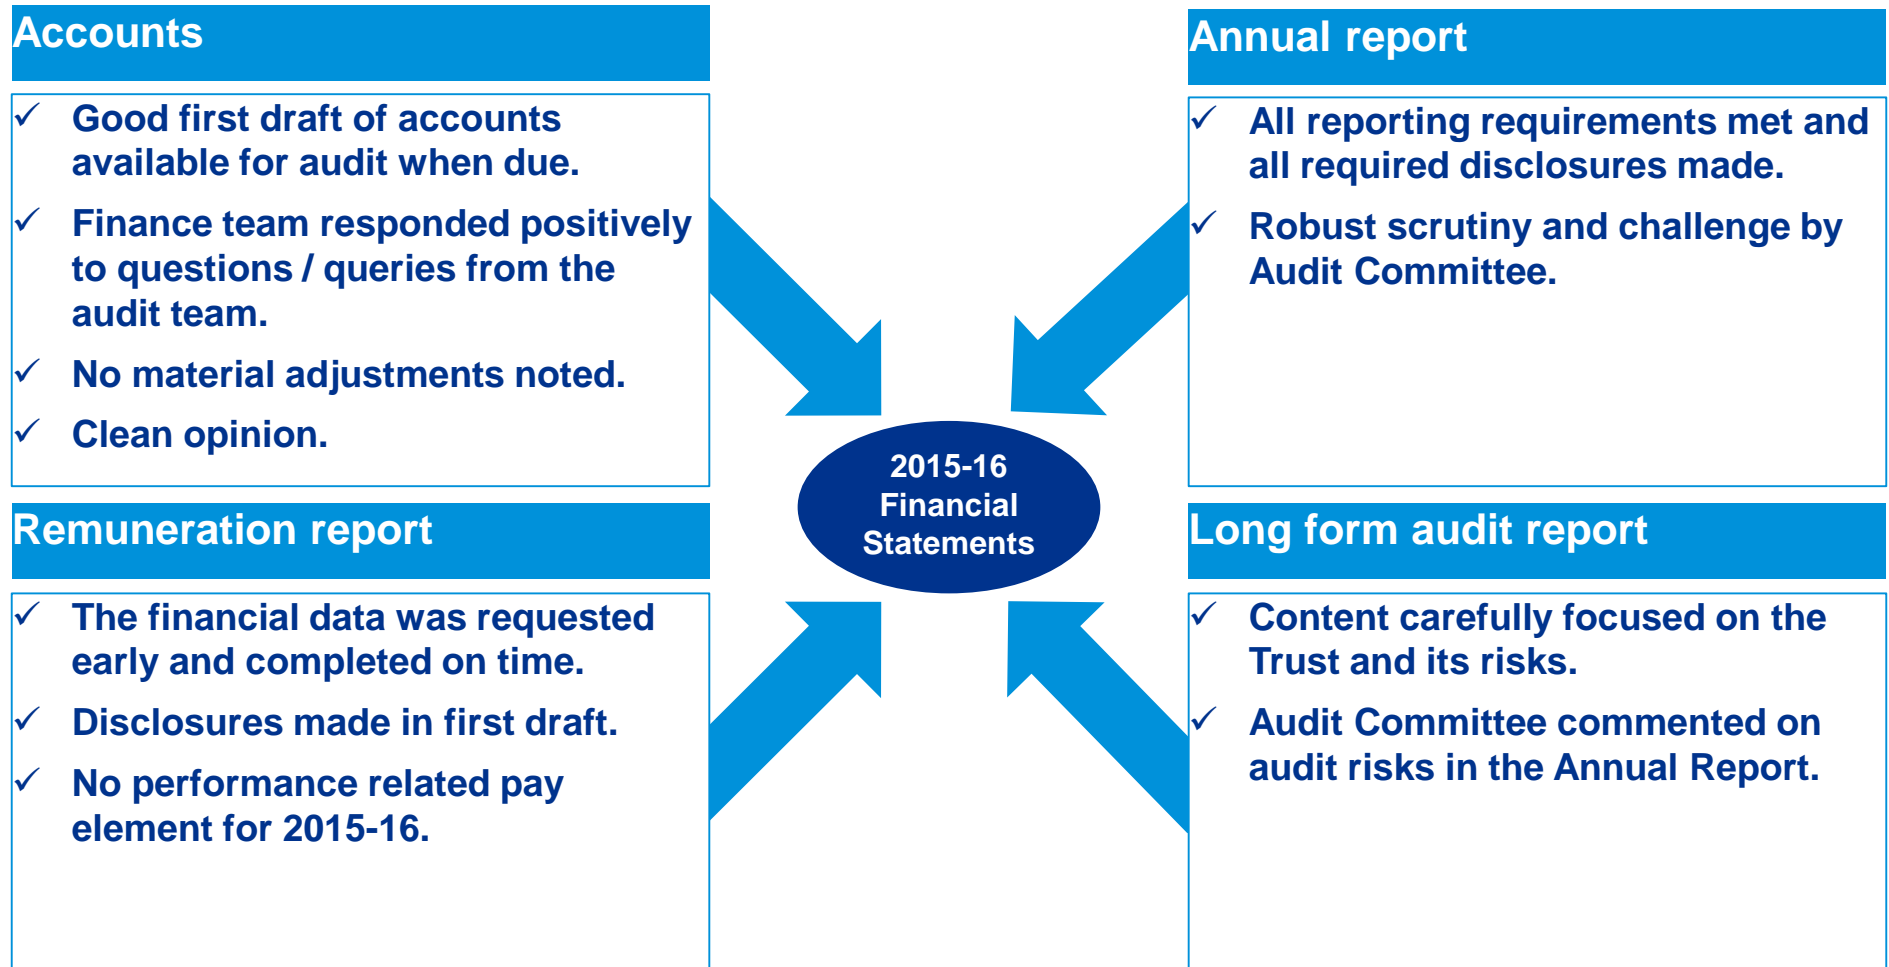 Accounts
✓ Good first draft of accounts
available for audit when due.
✓ Finance team responded positively
to questions / queries from the
audit team.
✓ No material adjustments noted.
✓ Clean opinion.
Annual report
✓ All reporting requirements met and
all required disclosures made.
✓ Robust scrutiny and challenge by
Audit Committee.
2015-16
Financial
Statements
Remuneration report
✓ The financial data was requested
early and completed on time.
✓ Disclosures made in first draft.
✓ No performance related pay
element for 2015-16.
Long form audit report
✓ Content carefully focused on the
Trust and its risks.
✓ Audit Committee commented on
audit risks in the Annual Report.